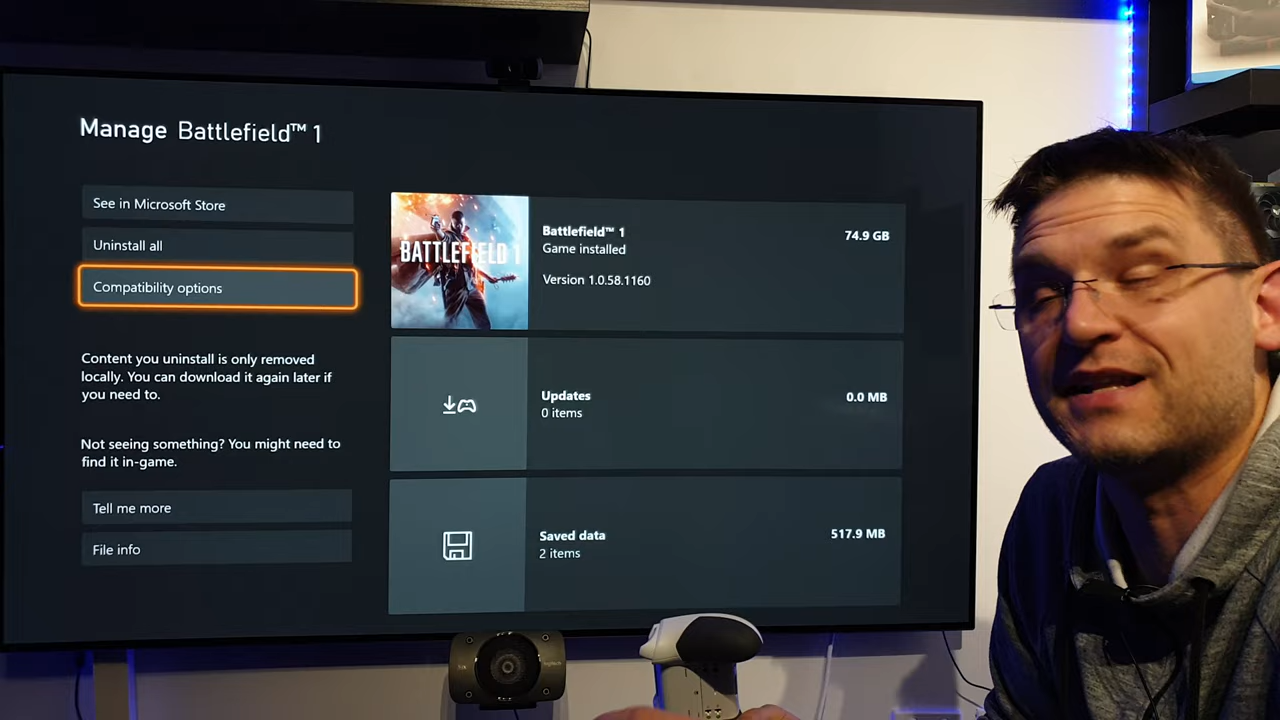 Manage Battlefield™ 1
See in Microsoft Store
Uninstall all
Compatibility options
Content you uninstall is only removed
locally. You can download it again later if
you need to.
Not seeing something? You might need to
find it in-game.
Tell me more
File info
BATTLEFIELD 1
Battlefield™ 1
74.9 GB
Game installed
Version 1.0.58.1160
Updates
0.0 MB
0 items
Saved data
517.9 MB
2 items